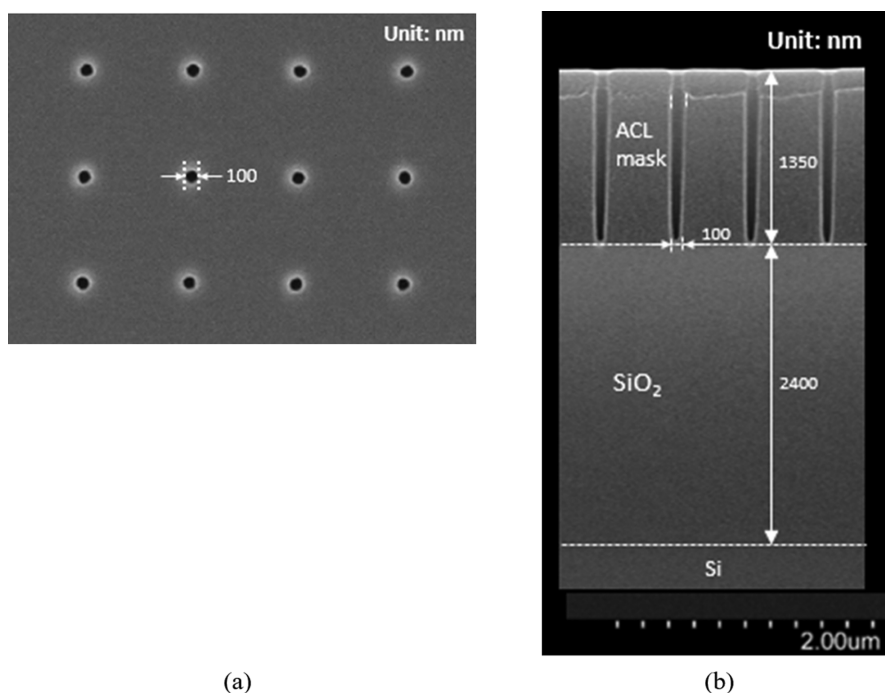 Unit: nm
100
(a)
Unit: nm
ACL
mask
1350
100
SiO₂
2400
Si
2.00um
(b)